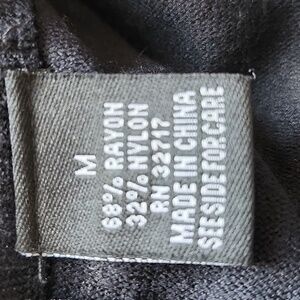 M
68% RAYON
32% NYLON
RN 32717
MADE IN CHINA
SEE SIDE FOR CARE